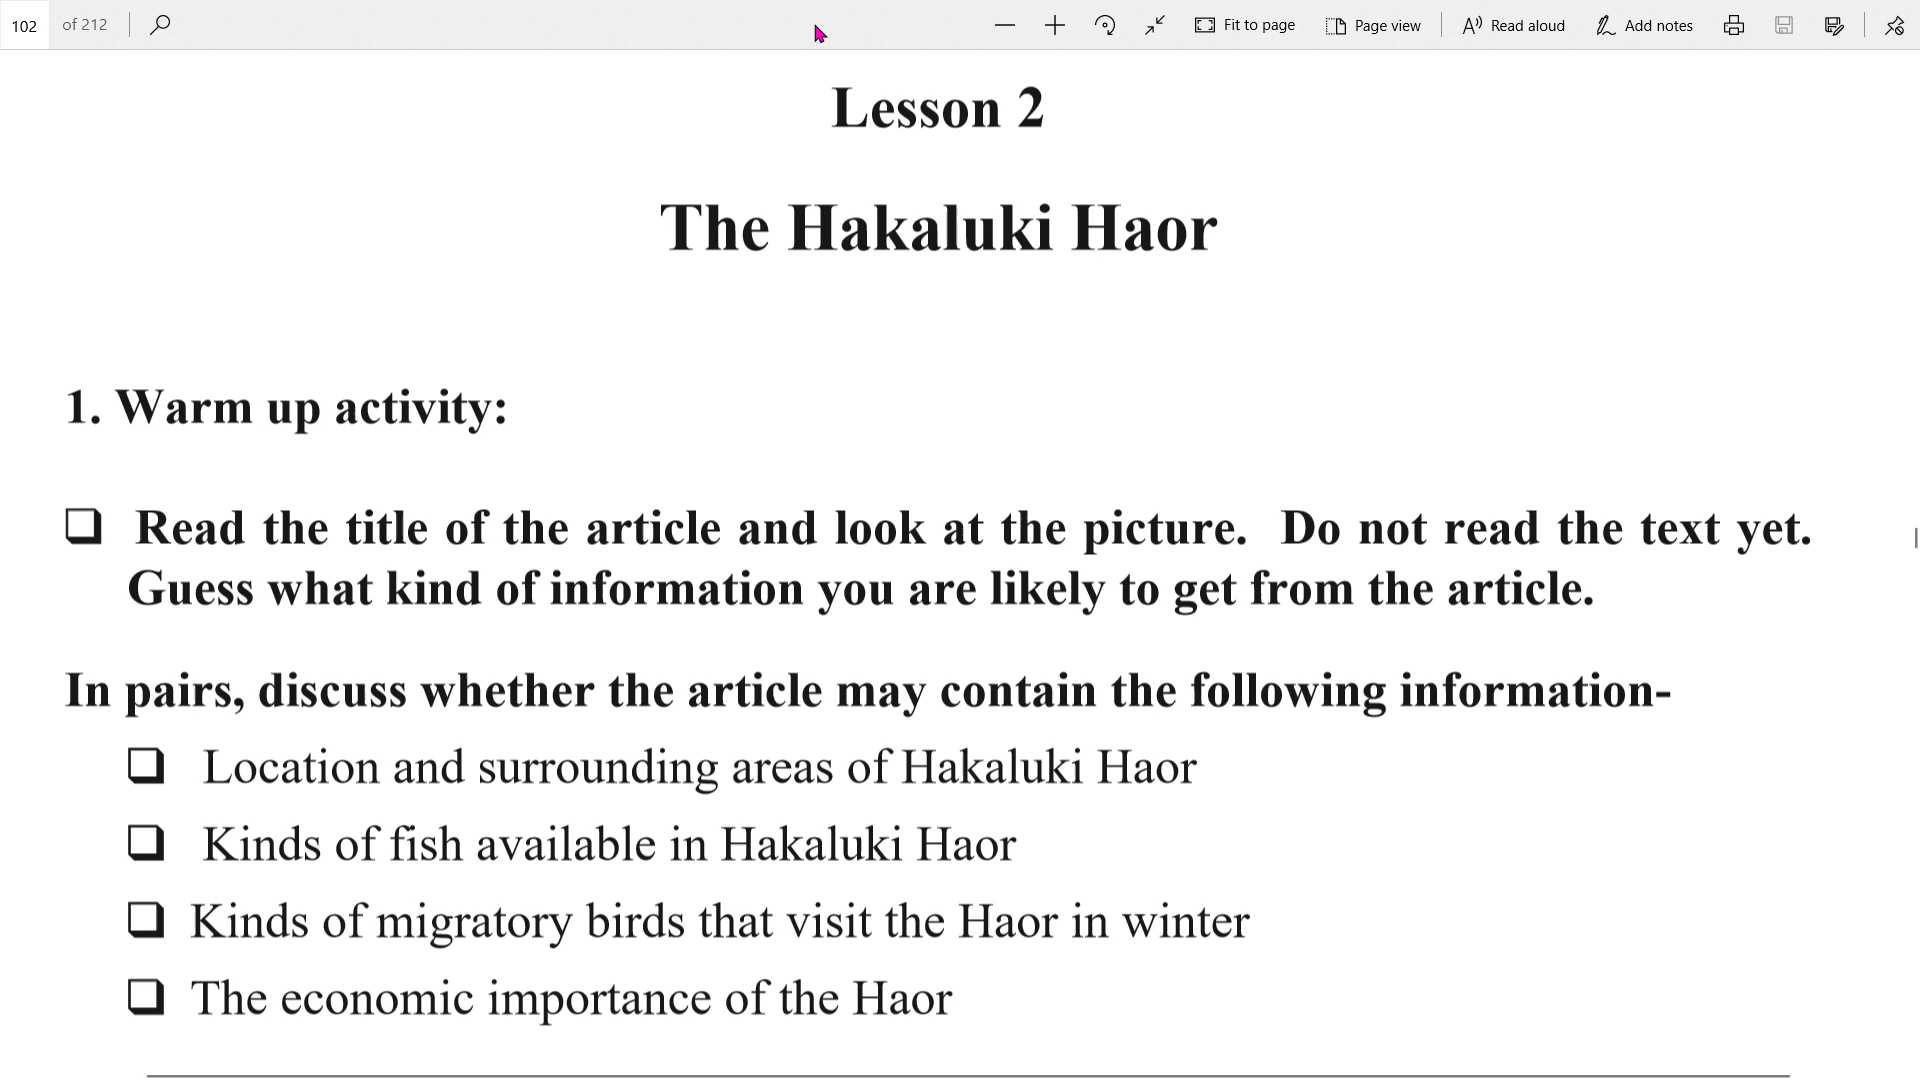 102 of 212 Fit to page Page view Read aloud Add notes
Lesson 2
The Hakaluki Haor
1. Warm up activity:
❏ Read the title of the article and look at the picture. Do not read the text yet.
Guess what kind of information you are likely to get from the article.
In pairs, discuss whether the article may contain the following information-
❏ Location and surrounding areas of Hakaluki Haor
❏ Kinds of fish available in Hakaluki Haor
❏ Kinds of migratory birds that visit the Haor in winter
❏ The economic importance of the Haor